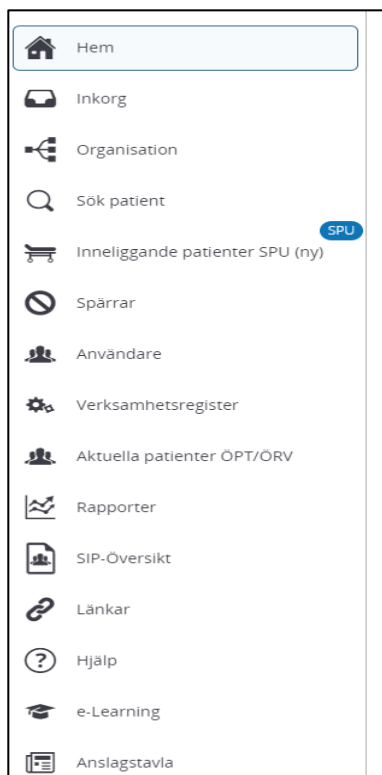 Hem
Inkorg
Organisation
Sök patient
SPU
Inneliggande patienter SPU (ny)
Spärrar
Användare
Verksamhetsregister
Aktuella patienter ÖPT/ÖRV
Rapporter
SIP-Översikt
Länkar
Hjälp
e-Learning
Anslagstavla